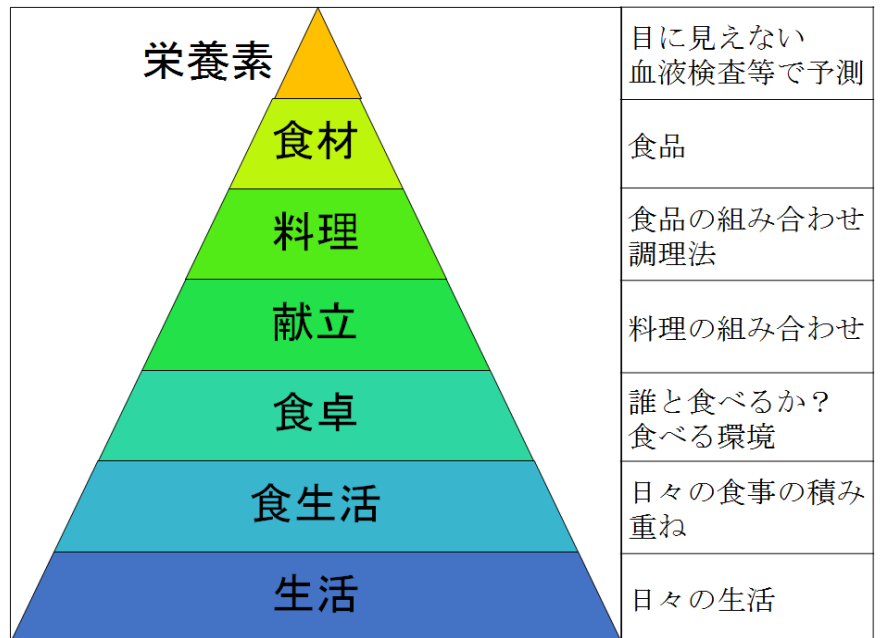 栄養素
目に見えない
血液検査等で予測
食材
食品
料理
食品の組み合わせ
調理法
献立
料理の組み合わせ
食卓
誰と食べるか？
食べる環境
食生活
日々の食事の積み
重ね
生活
日々の生活